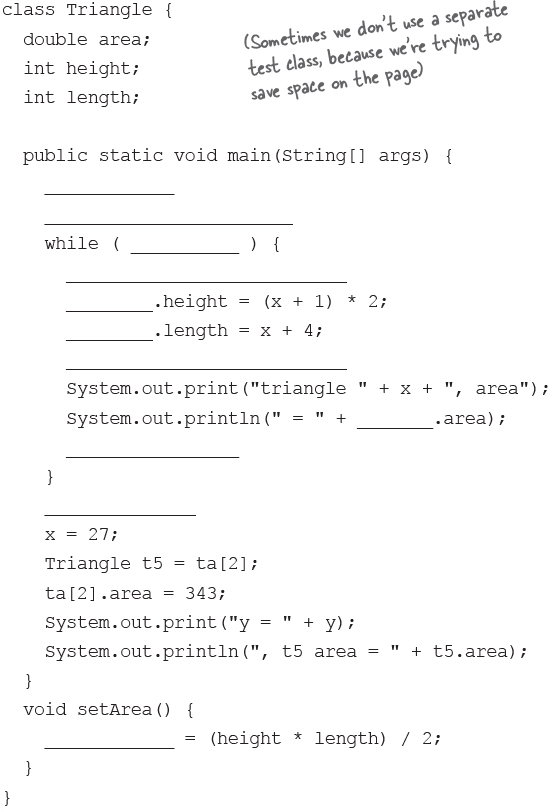 class Triangle {
double area;
int height;
int length;
(Sometimes we don't use a separate
test class, because we're trying to
save space on the page)
public static void main(String[] args) {
____________
_______________________
while ( __________ ) {
__________________________
________.height = (x + 1) * 2;
________.length = x + 4;
__________________________
System.out.print("triangle " + x + ", area");
System.out.println(" = " + _______.area);
________________
}
______________
x = 27;
Triangle t5 = ta[2];
ta[2].area = 343;
System.out.print("y = " + y);
System.out.println(", t5 area = " + t5.area);
}
void setArea() {
____________ = (height * length) / 2;
}
}